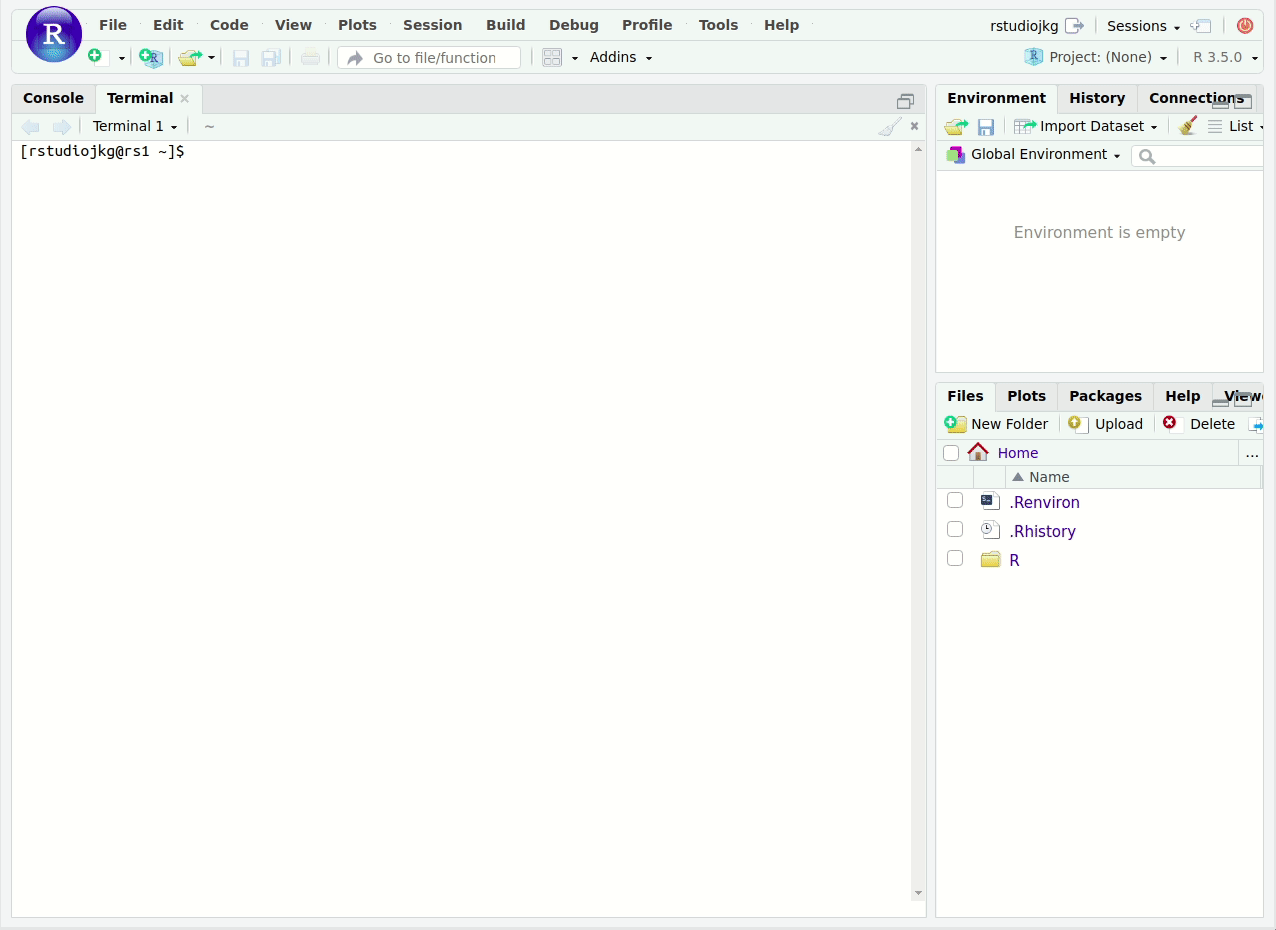 R File Edit Code View Plots Session Build Debug Profile Tools Help rstudiojkg Sessions
R Go to file/function Addins R Project: (None) R 3.5.0
Console Terminal
Terminal 1 ~
[rstudiojkg@rs1 ~]$
Environment History Connections
Import Dataset List
Global Environment
Environment is empty
Files Plots Packages Help Viewe
New Folder Upload Delete
Home ...
Name
.Renviron
.Rhistory
R